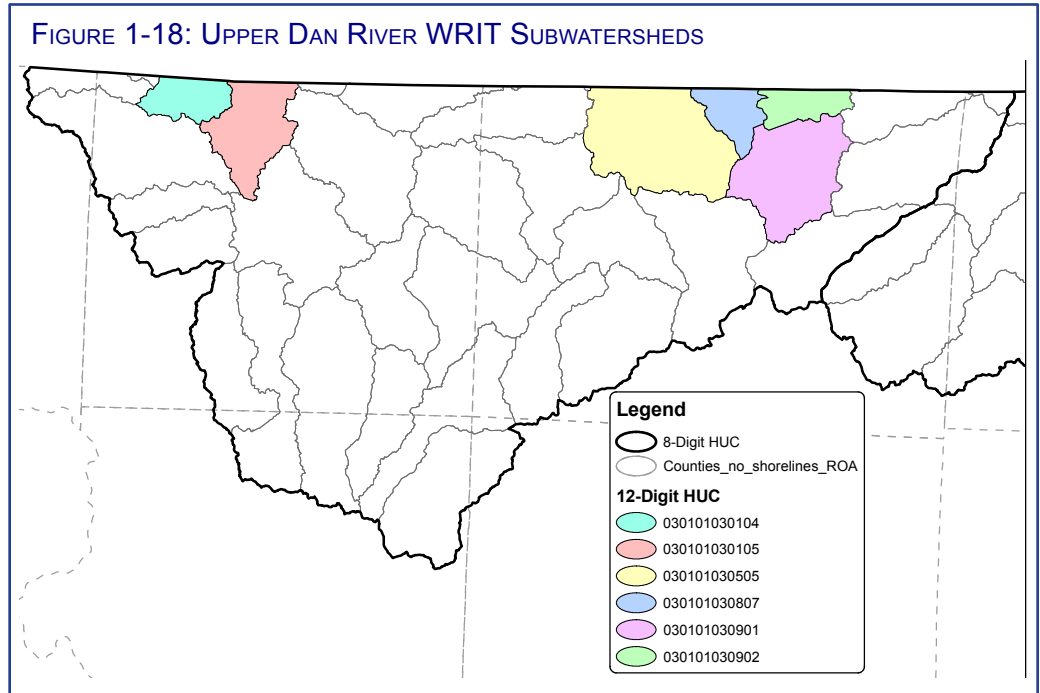 FIGURE 1-18: UPPER DAN RIVER WRIT SUBWATERSHEDS
Legend
8-Digit HUC
Counties_no_shorelines_ROA
12-Digit HUC
030101030104
030101030105
030101030505
030101030807
030101030901
030101030902